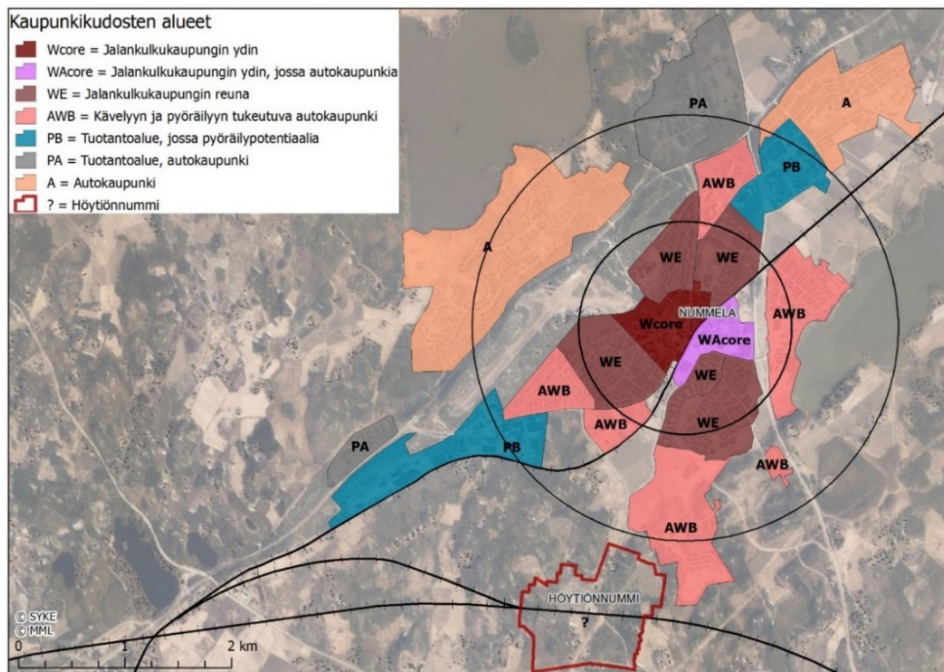 Kaupunkikudosten alueet
Wcore = Jalankulkukaupungin ydin
WAcore = Jalankulkukaupungin ydin, jossa autokaupunkia
WE = Jalankulkukaupungin reuna
AWB = Kävelyyn ja pyöräilyyn tukeutuva autokaupunki
PB = Tuotantoalue, jossa pyöräilypotentiaalia
PA = Tuotantoalue, autokaupunki
A = Autokaupunki
? = Höytiönnummi
PA
A
PB
AWB
A
WE
WE
NUMMELA
AWB
Wcore
WAcore
WE
WE
AWB
AWB
WE
PA
PB
AWB
AWB
HÖYTIÖNNUMMI
?
© SYKE
© MML
0 1 2 km